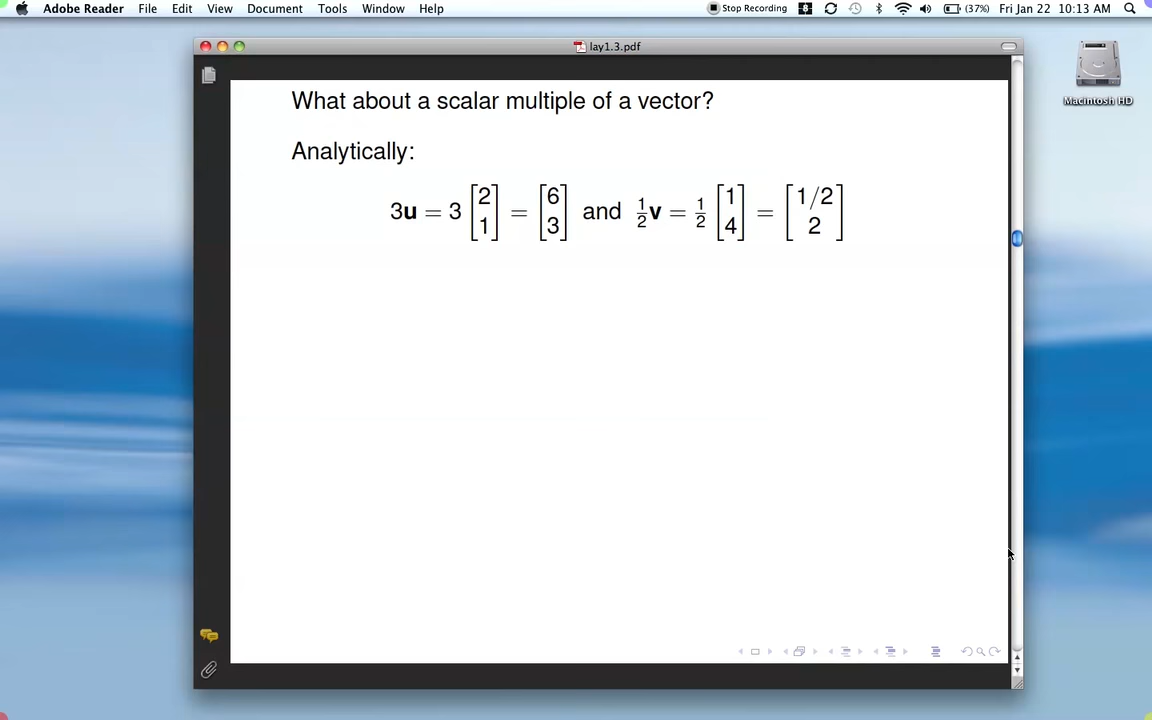 Adobe Reader File Edit View Document Tools Window Help Stop Recording (37%) Fri Jan 22 10:13 AM
lay1.3.pdf
Macintosh HD
What about a scalar multiple of a vector?
Analytically:
3u = 3 [2 1] = [6 3] and 1/2 v = 1/2 [1 4] = [1/2 2]